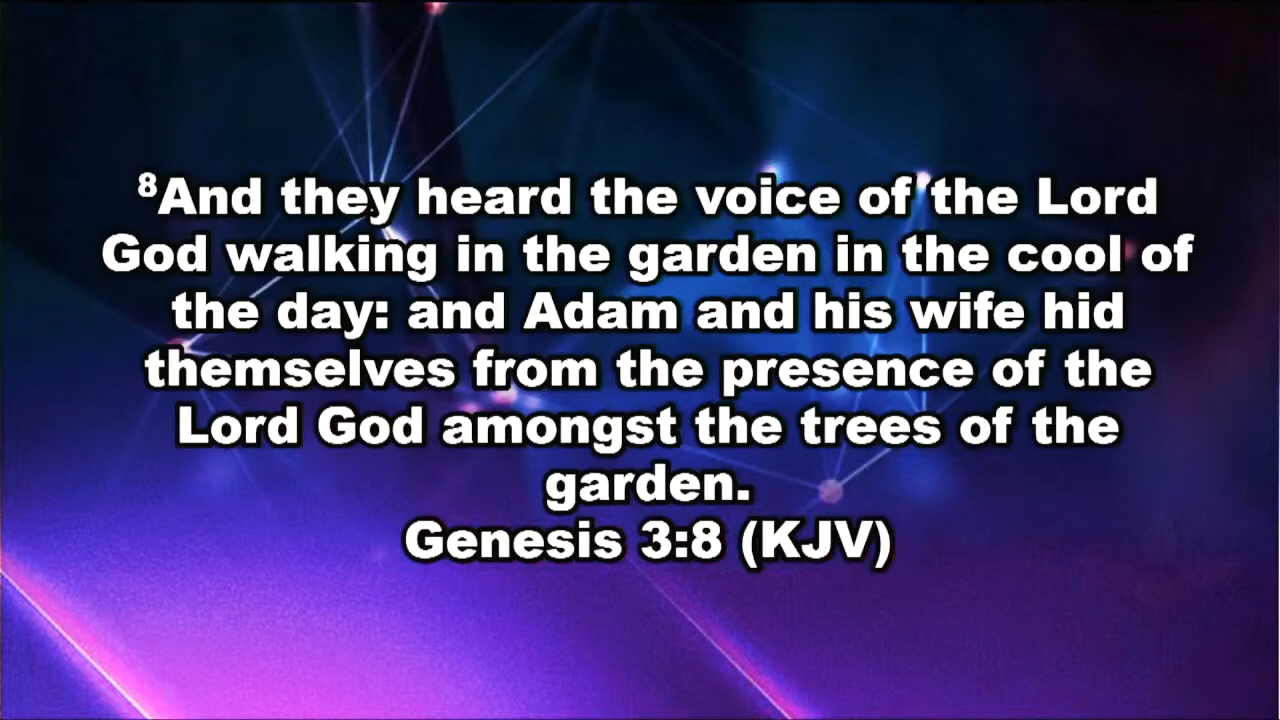 ⁸And they heard the voice of the Lord
God walking in the garden in the cool of
the day: and Adam and his wife hid
themselves from the presence of the
Lord God amongst the trees of the
garden.
Genesis 3:8 (KJV)